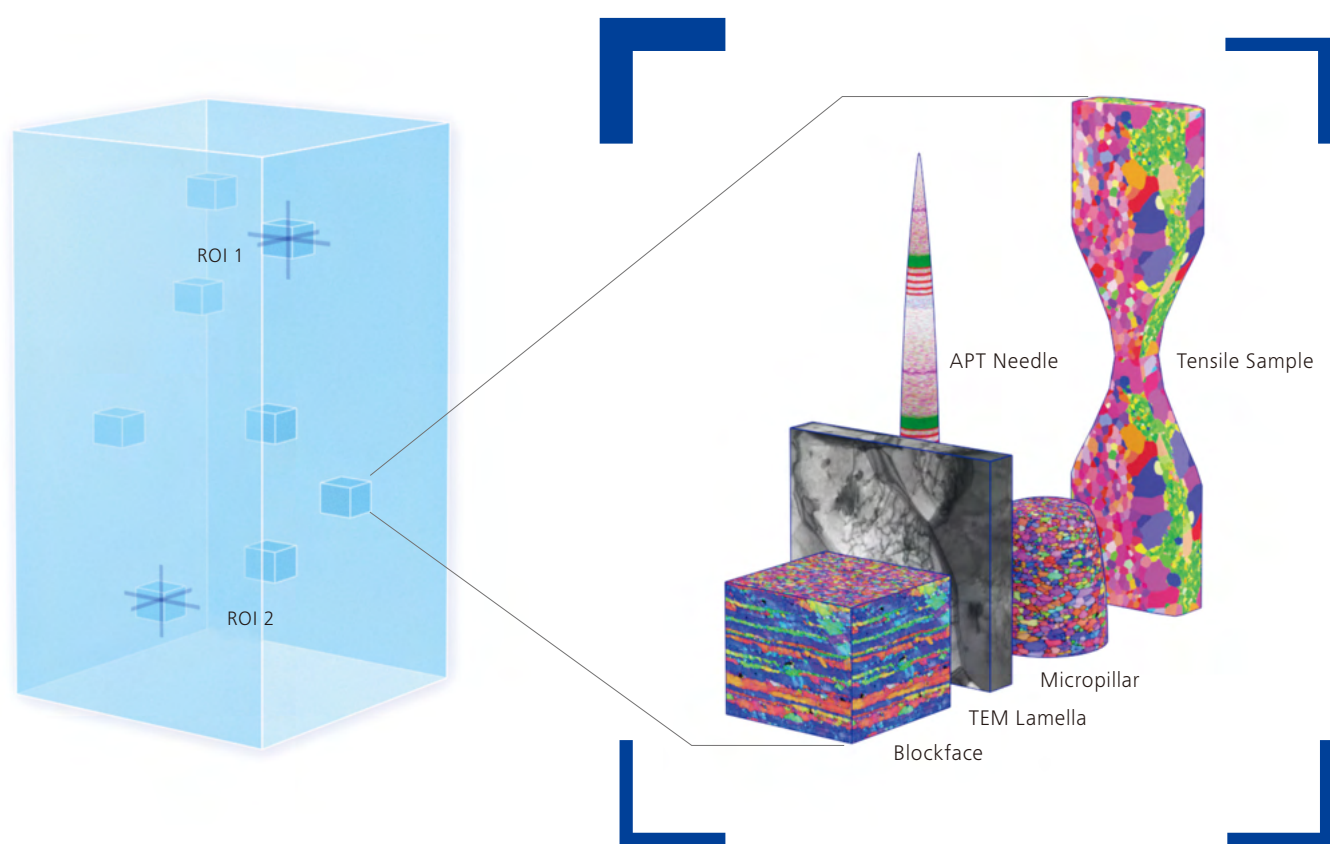 ROI 1
APT Needle
Tensile Sample
ROI 2
Micropillar
TEM Lamella
Blockface